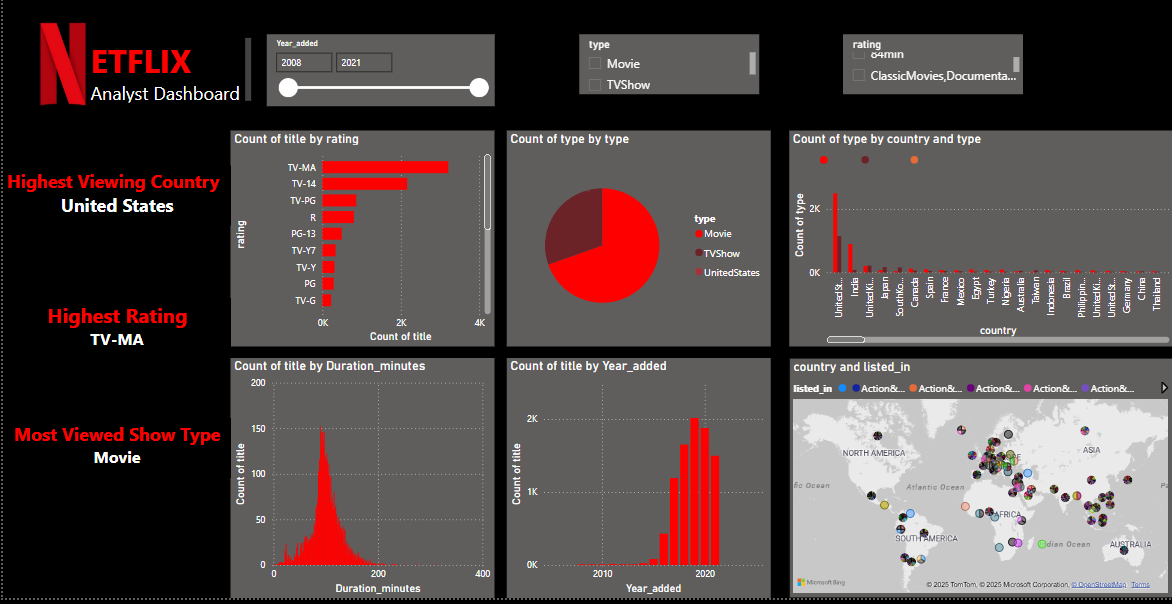 NETFLIX
Analyst Dashboard
Year_added
2008
2021
type
Movie
TVShow
rating
84min
ClassicMovies,Documenta...
Highest Viewing Country
United States
Highest Rating
TV-MA
Most Viewed Show Type
Movie
Count of title by rating
rating
TV-MA
TV-14
TV-PG
R
PG-13
TV-Y7
TV-Y
PG
TV-G
0K 2K 4K
Count of title
Count of type by type
type
Movie
TVShow
UnitedStates
Count of type by country and type
Count of type
2K
0K
UnitedSt...
India
UnitedKi...
Japan
SouthKo...
Canada
Spain
France
Mexico
Egypt
Turkey
Nigeria
Australia
Taiwan
Indonesia
Brazil
Philippin...
UnitedKi...
UnitedSt...
Germany
China
Thailand
country
Count of title by Duration_minutes
Count of title
200
150
100
50
0
0 200 400
Duration_minutes
Count of title by Year_added
Count of title
2K
1K
0K
2010 2020
Year_added
country and listed_in
listed_in Action&... Action&... Action&... Action&... Action&...
NORTH AMERICA
ASIA
fic Ocean
Atlantic Ocean
AFRICA
SOUTH AMERICA
dian Ocean
AUSTRALIA
Microsoft Bing
© 2025 TomTom, © 2025 Microsoft Corporation, © OpenStreetMap Terms